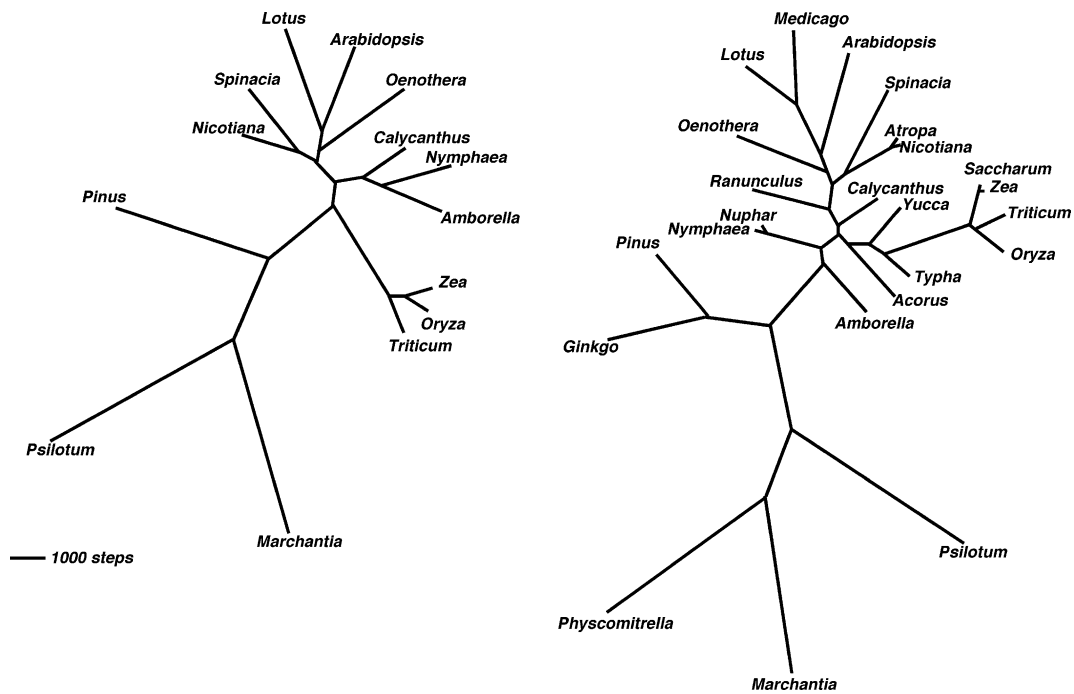 Lotus
Arabidopsis
Spinacia
Oenothera
Nicotiana
Calycanthus
Nymphaea
Pinus
Amborella
Zea
Oryza
Triticum
Psilotum
Marchantia
1000 steps
Medicago
Arabidopsis
Lotus
Spinacia
Oenothera
Atropa
Nicotiana
Saccharum
Ranunculus
Calycanthus
Zea
Yucca
Nuphar
Triticum
Nymphaea
Pinus
Oryza
Typha
Acorus
Amborella
Ginkgo
Psilotum
Physcomitrella
Marchantia